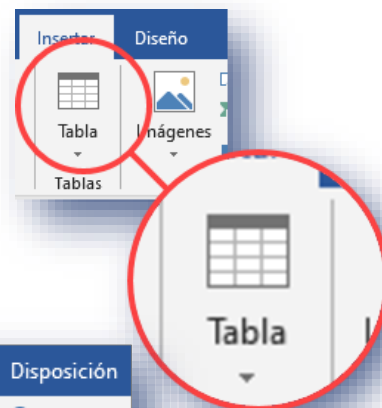 Insertar Diseño
Tabla Imágenes
Tablas
Tabla
Disposición